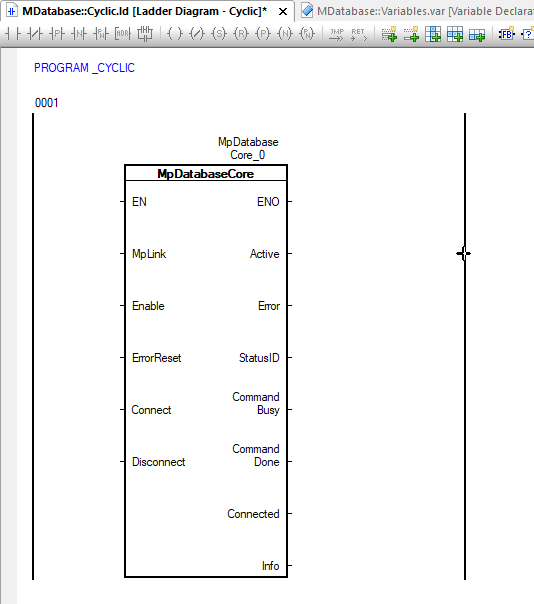 MDatabase::Cyclic.ld [Ladder Diagram - Cyclic]*
MDatabase::Variables.var [Variable Declara
PROGRAM _CYCLIC
0001
MpDatabase
Core_0
MpDatabaseCore
EN
ENO
MpLink
Active
Enable
Error
ErrorReset
StatusID
Connect
Command
Busy
Disconnect
Command
Done
Connected
Info